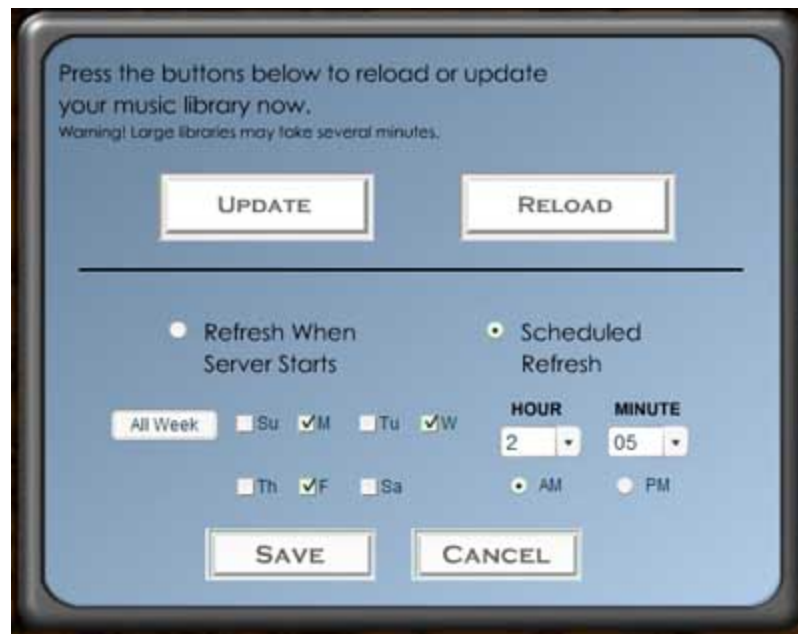 Press the buttons below to reload or update
your music library now.
Warning! Large libraries may take several minutes.
UPDATE RELOAD
Refresh When Scheduled
Server Starts Refresh
HOUR MINUTE
All Week Su M Tu W
2 05
Th F Sa AM PM
SAVE CANCEL